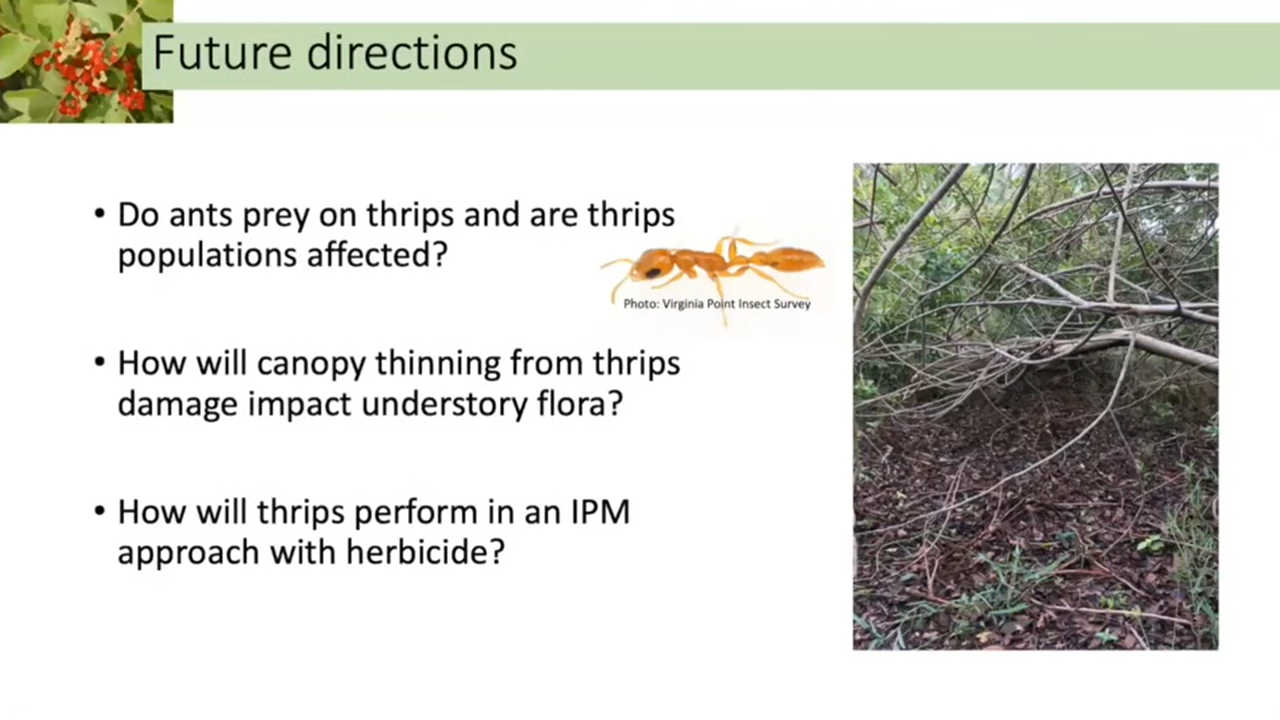 Future directions
• Do ants prey on thrips and are thrips
populations affected?
Photo: Virginia Point Insect Survey
• How will canopy thinning from thrips
damage impact understory flora?
• How will thrips perform in an IPM
approach with herbicide?